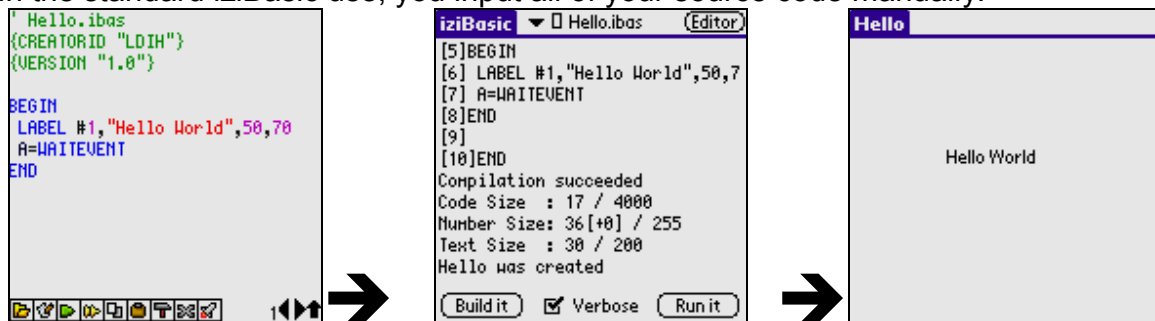 in the standard iziBasic use, you input all of your source code manually.
' Hello.ibas
{CREATORID "LDIH"}
{VERSION "1.0"}
BEGIN
LABEL #1,"Hello World",50,70
A=WAITEVENT
END
1
iziBasic Hello.ibas (Editor)
[5]BEGIN
[6] LABEL #1,"Hello World",50,7
[7] A=WAITEVENT
[8]END
[9]
[10]END
Compilation succeeded
Code Size : 17 / 4000
Number Size: 36[+0] / 255
Text Size : 30 / 200
Hello was created
Build it Verbose Run it
Hello
Hello World